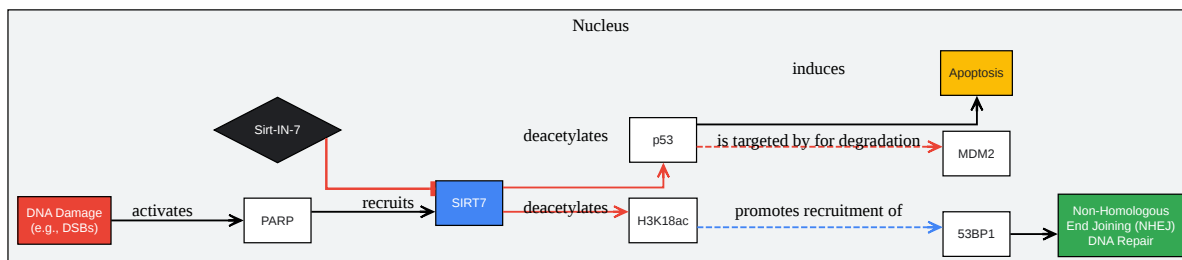 Nucleus
induces
Apoptosis
Sirt-IN-7
deacetylates
p53
is targeted by for degradation
MDM2
DNA Damage
(e.g., DSBs)
activates
PARP
recruits
SIRT7
deacetylates
H3K18ac
promotes recruitment of
53BP1
Non-Homologous
End Joining (NHEJ)
DNA Repair